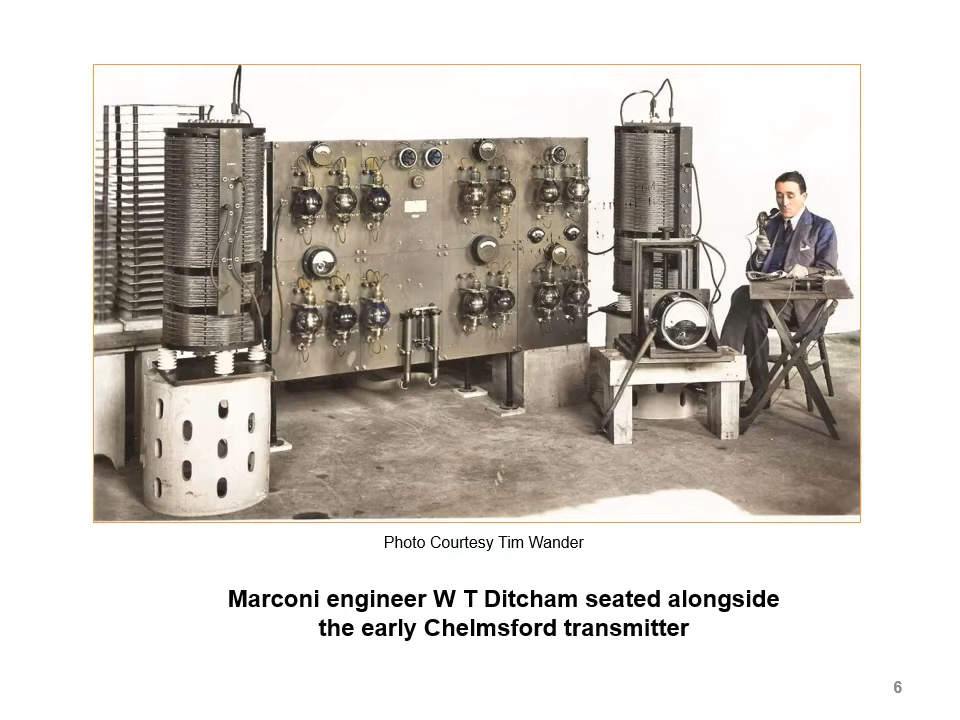 Photo Courtesy Tim Wander
Marconi engineer W T Ditcham seated alongside
the early Chelmsford transmitter
6